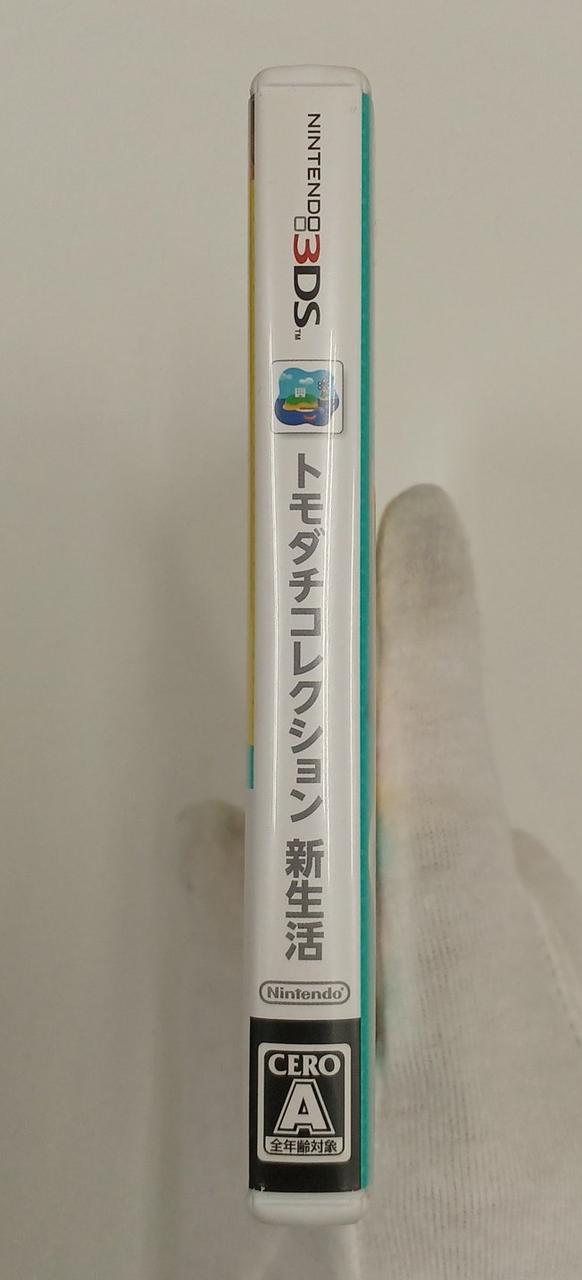 NINTENDO
3DS™
トモダチコレクション 新生活
Nintendo®
CERO
A
全年齢対象